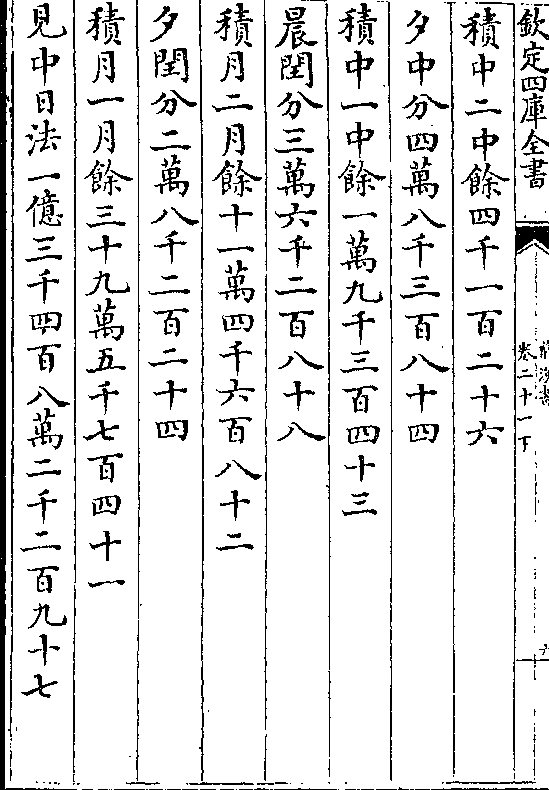 欽定四庫全書
前漢書
卷二十一下
六
積中二中餘四千一百二十六
夕中分四萬八千三百八十四
積中一中餘一萬九千三百四十三
晨閏分三萬六千二百八十八
積月二月餘十一萬四千六百八十二
夕閏分二萬八千二百二十四
積月一月餘三十九萬五千七百四十一
見中日法一億三千四百八萬二千二百九十七